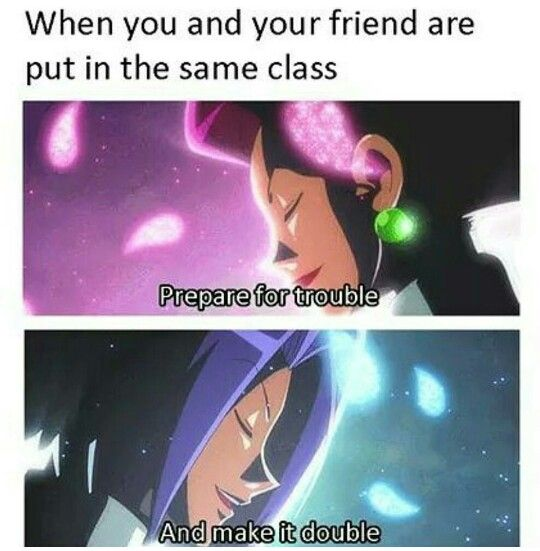 When you and your friend are
put in the same class
Prepare for trouble
And make it double